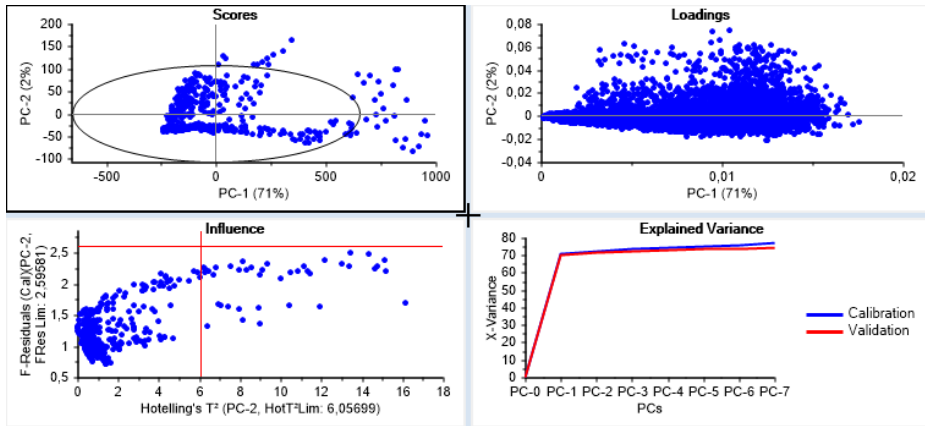 Scores
PC-2 (2%)
200
150
100
50
0
-50
-100
-500
0
500
1000
PC-1 (71%)
Loadings
PC-2 (2%)
0,08
0,06
0,04
0,02
0
-0,02
-0,04
0
0,01
0,02
PC-1 (71%)
Influence
F-Residuals (Cal)(PC-2,
FRes Lim: 2,59581)
2,5
2
1,5
1
0,5
0 2 4 6 8 10 12 14 16 18
Hotelling's T² (PC-2, HotT²Lim: 6,05699)
Explained Variance
X-Variance
80
70
60
50
40
30
20
10
0
PC-0 PC-1 PC-2 PC-3 PC-4 PC-5 PC-6 PC-7
PCs
Calibration
Validation